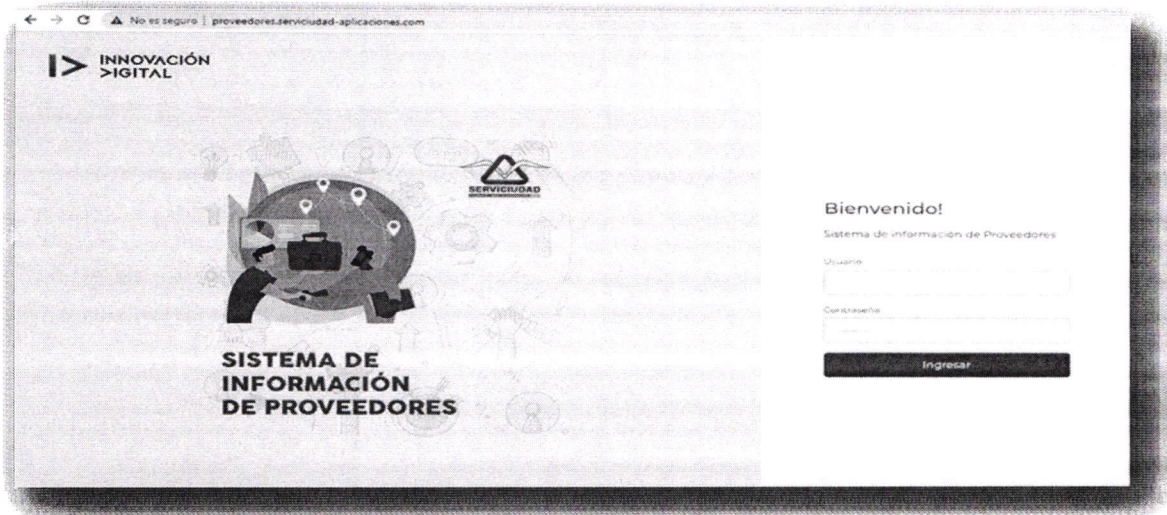 No es seguro | proveedores.serviciudad-aplicaciones.com
INNOVACIÓN
>IGITAL
SERVICIUDAD
SISTEMA DE
INFORMACIÓN
DE PROVEEDORES
Bienvenido!
Sistema de información de Proveedores
Usuario
Contraseña
Ingresar